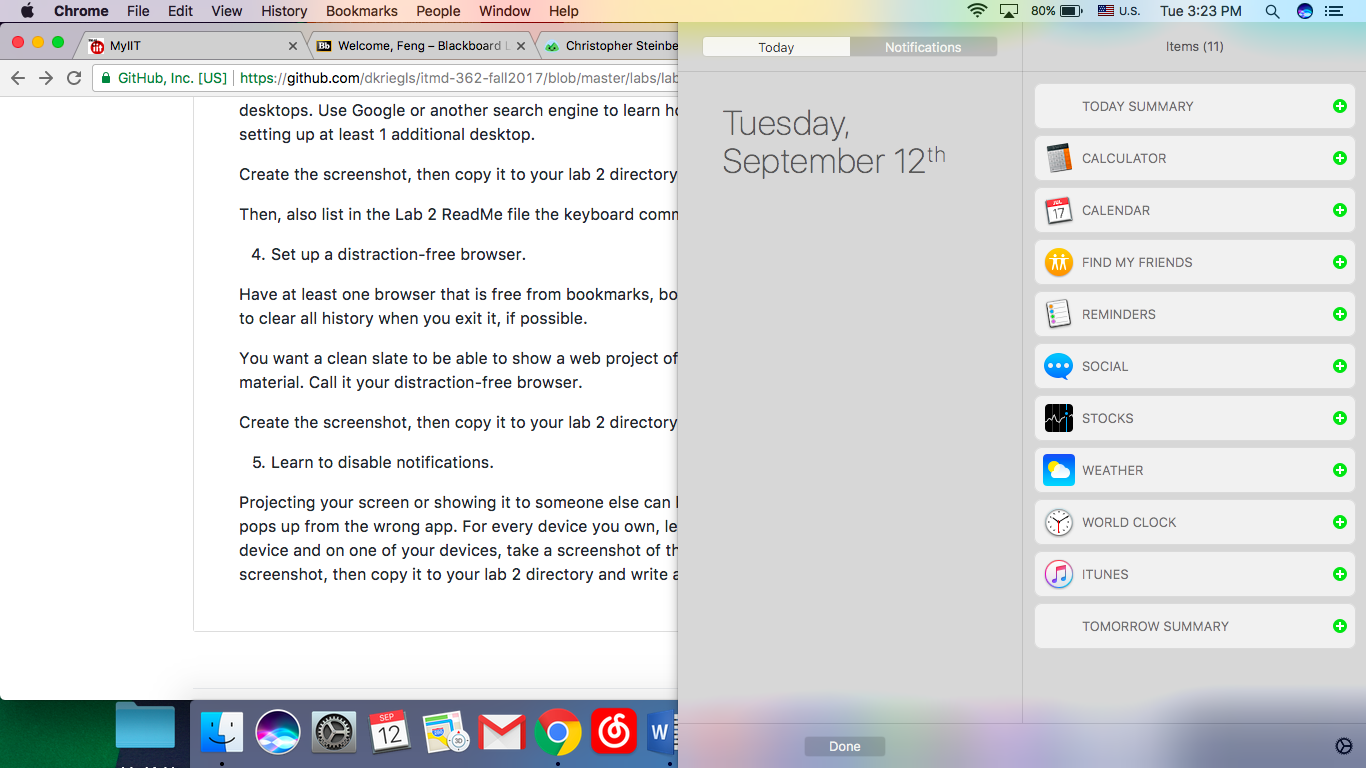 Chrome File Edit View History Bookmarks People Window Help 80% U.S. Tue 3:23 PM
MyIIT
Welcome, Feng – Blackboard L
Christopher Steinbe
GitHub, Inc. [US] https://github.com/dkriegls/itmd-362-fall2017/blob/master/labs/lab
desktops. Use Google or another search engine to learn ho
setting up at least 1 additional desktop.
Create the screenshot, then copy it to your lab 2 directory
Then, also list in the Lab 2 ReadMe file the keyboard comm
4. Set up a distraction-free browser.
Have at least one browser that is free from bookmarks, bo
to clear all history when you exit it, if possible.
You want a clean slate to be able to show a web project of
material. Call it your distraction-free browser.
Create the screenshot, then copy it to your lab 2 directory
5. Learn to disable notifications.
Projecting your screen or showing it to someone else can
pops up from the wrong app. For every device you own, le
device and on one of your devices, take a screenshot of th
screenshot, then copy it to your lab 2 directory and write a
Today Notifications
Tuesday,
September 12th
Items (11)
TODAY SUMMARY
CALCULATOR
JUL
17
CALENDAR
FIND MY FRIENDS
REMINDERS
SOCIAL
STOCKS
WEATHER
WORLD CLOCK
ITUNES
TOMORROW SUMMARY
Done
SEP
12
280
3D
W